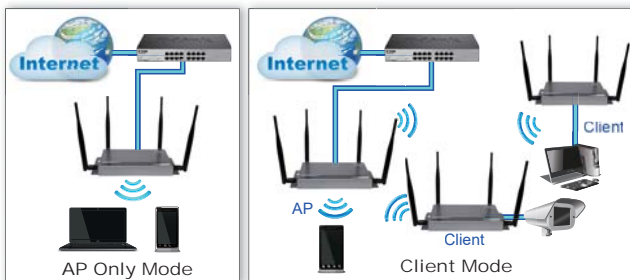 Internet
AP Only Mode
Internet
Client
AP
Client
Client Mode